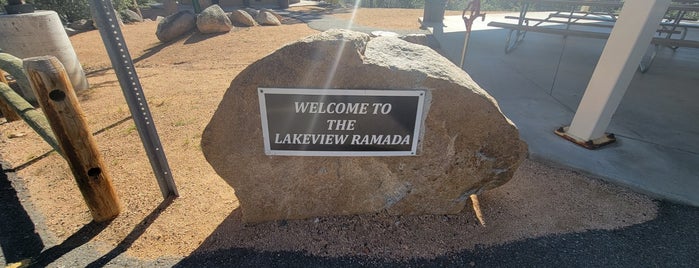 WELCOME TO
THE
LAKEVIEW RAMADA